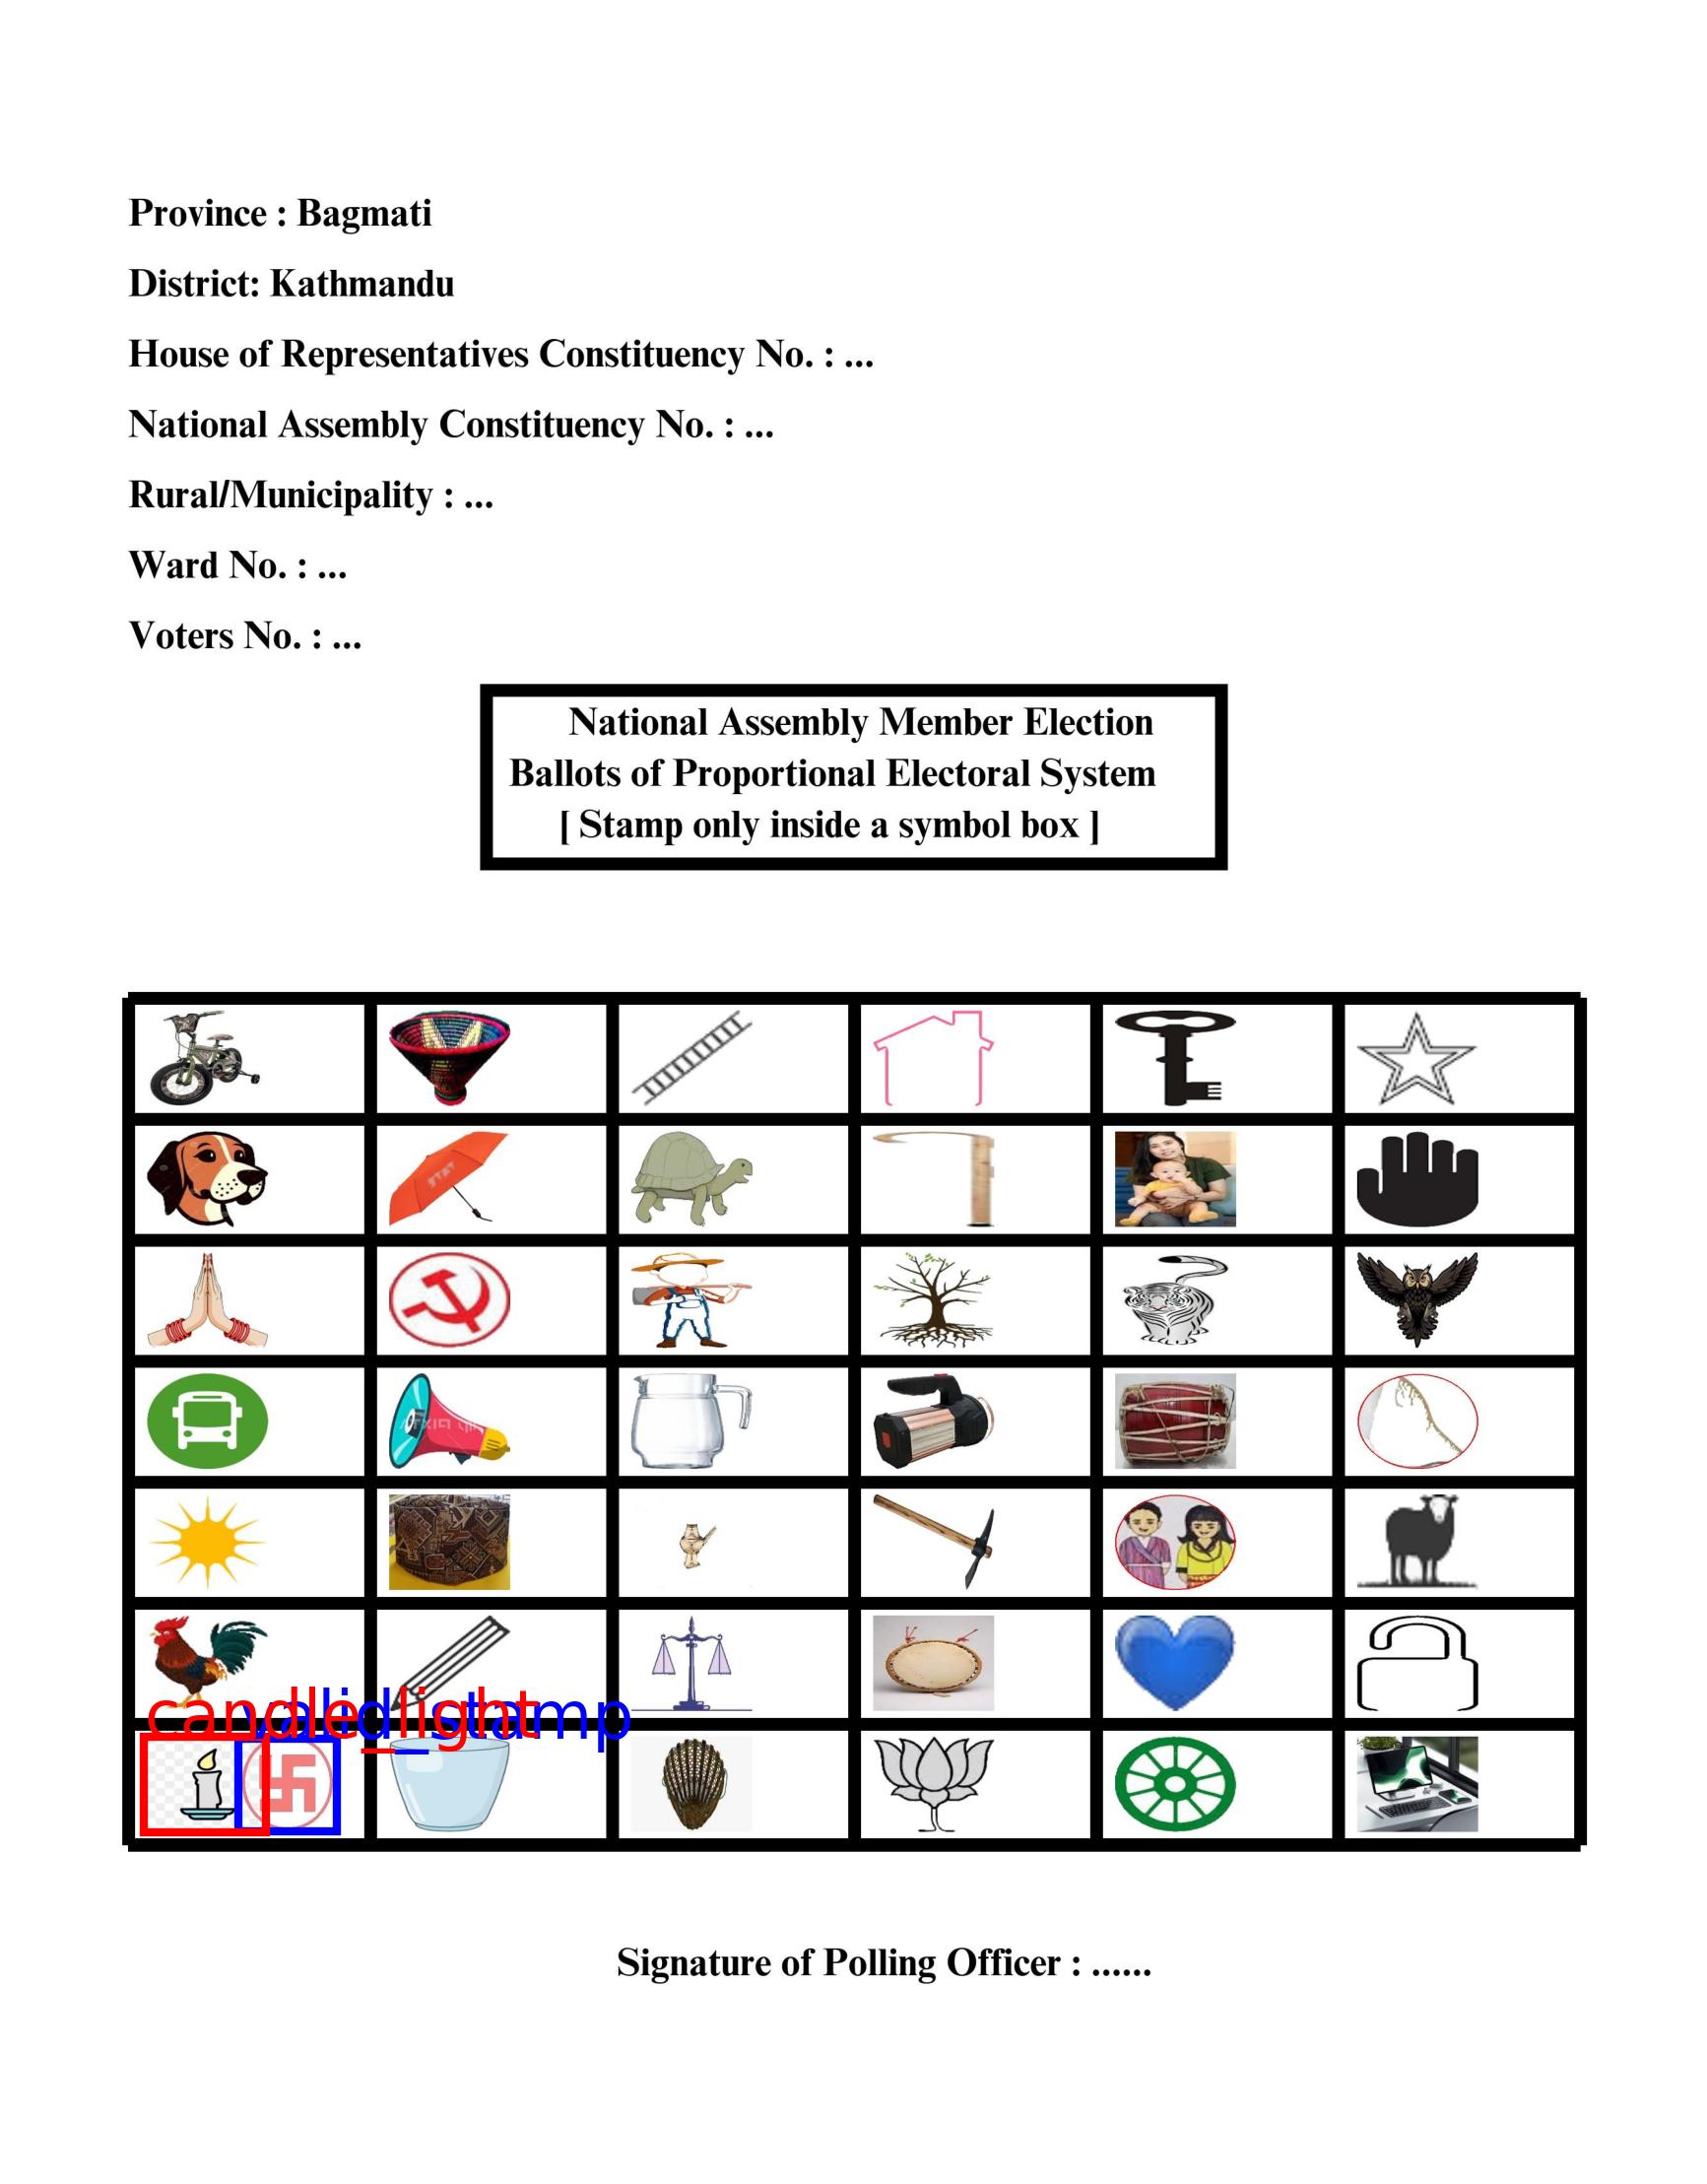 Province : Bagmati
District: Kathmandu
House of Representatives Constituency No. : ...
National Assembly Constituency No. : ...
Rural/Municipality : ...
Ward No. : ...
Voters No. : ...
National Assembly Member Election
Ballots of Proportional Electoral System
[ Stamp only inside a symbol box ]
candle_light
valid_stamp
Signature of Polling Officer : ......